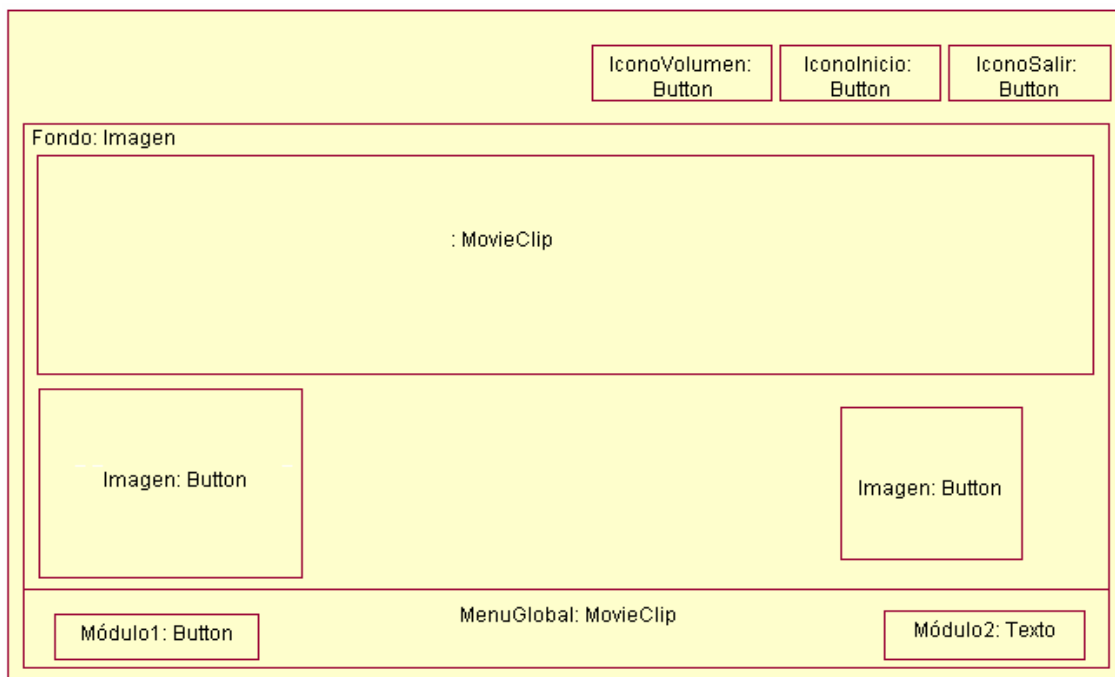 IconoVolumen:
Button
IconoInicio:
Button
IconoSalir:
Button
Fondo: Imagen
: MovieClip
Imagen: Button
Imagen: Button
MenuGlobal: MovieClip
Módulo1: Button
Módulo2: Texto